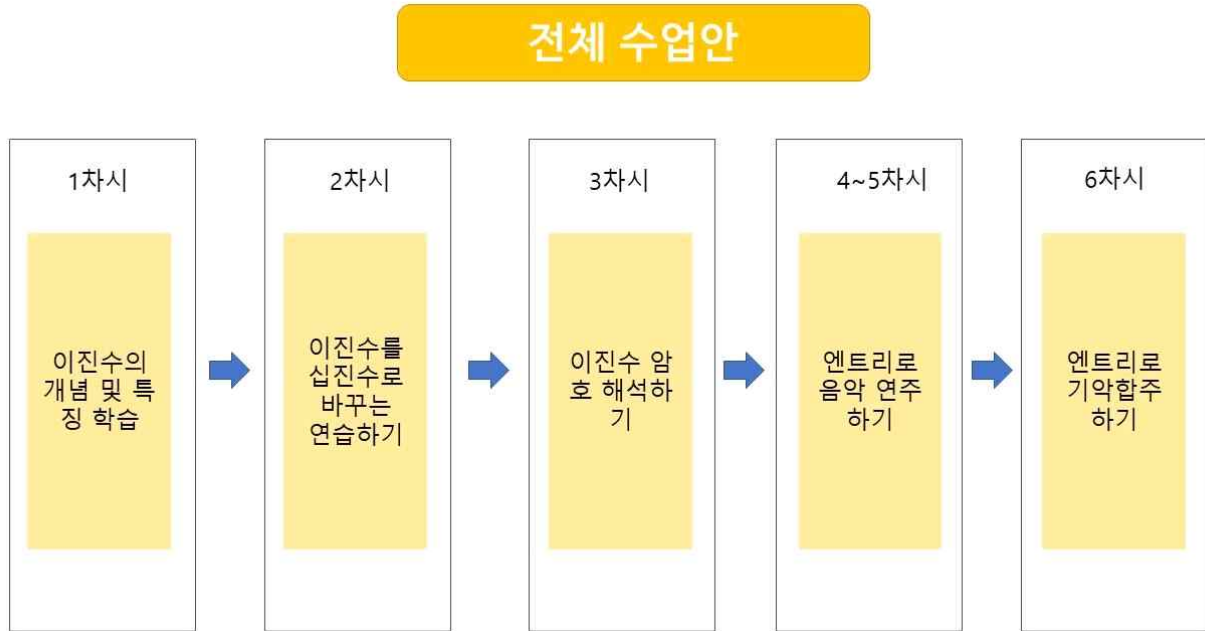 전체 수업안
1차시
이진수의
개념 및 특
징 학습
2차시
이진수를
십진수로
바꾸는
연습하기
3차시
이진수 암
호 해석하
기
4~5차시
엔트리로
음악 연주
하기
6차시
엔트리로
기악합주
하기